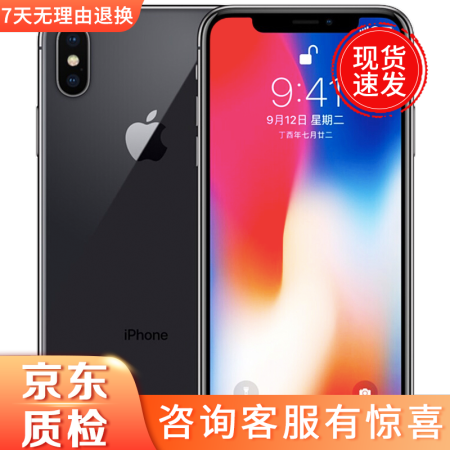 7天无理由退换
现货
速发
9:41
9月12日 星期二
丁酉年七月廿二
iPhone
京东
质检
咨询客服有惊喜